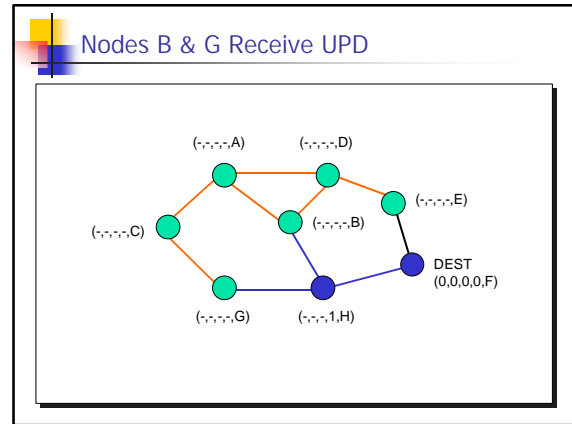 Nodes B & G Receive UPD
(-,-,-,-,A)
(-,-,-,-,D)
(-,-,-,-,E)
(-,-,-,-,B)
(-,-,-,-,C)
DEST
(0,0,0,0,F)
(-,-,-,-,G)
(-,-,-,1,H)